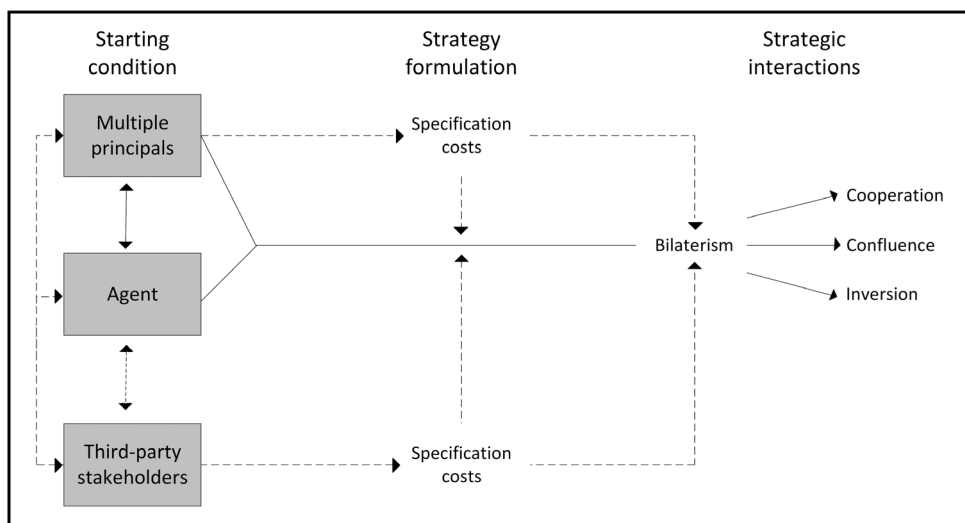 Starting
condition
Strategy
formulation
Strategic
interactions
Multiple
principals
Specification
costs
Cooperation
Bilaterism
Confluence
Agent
Inversion
Third-party
stakeholders
Specification
costs